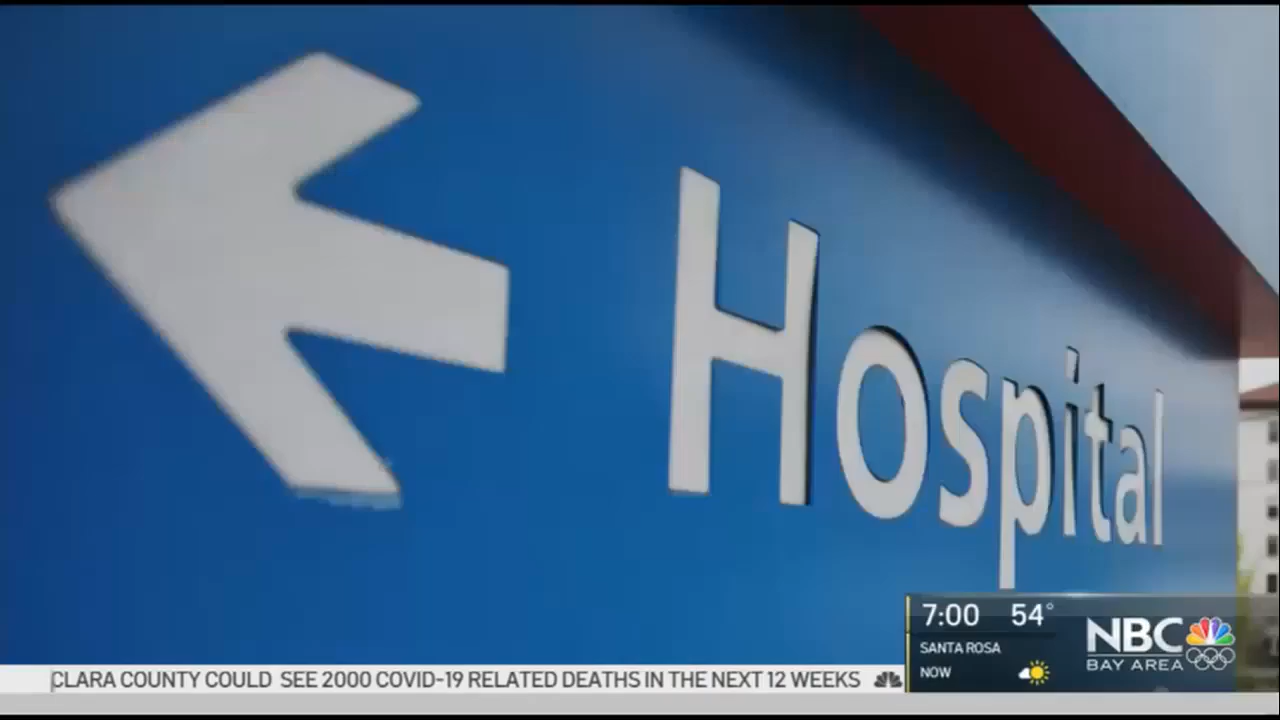 Hospital
7:00 54°
SANTA ROSA
NOW
NBC
BAY AREA
CLARA COUNTY COULD SEE 2000 COVID-19 RELATED DEATHS IN THE NEXT 12 WEEKS